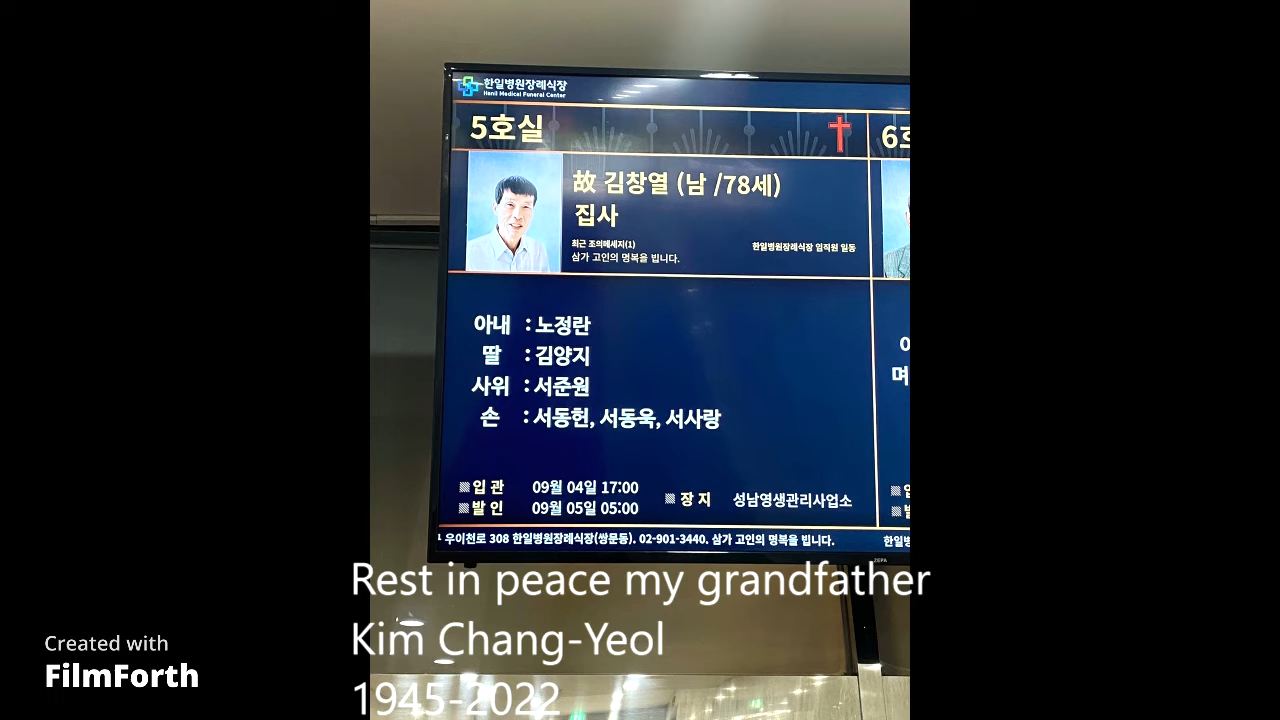 한일병원장례식장
Hanil Medical Funeral Center
5호실
6호
故 김창열 (남 /78세)
집사
최근 조의메세지(1)
한일병원장례식장 임직원 일동
삼가 고인의 명복을 빕니다.
아내 : 노정란
딸 : 김양지
사위 : 서준원
손 : 서동헌, 서동욱, 서사랑
입 관 09월 04일 17:00
발 인 09월 05일 05:00
장 지 성남영생관리사업소
우이천로 308 한일병원장례식장(쌍문동). 02-901-3440. 삼가 고인의 명복을 빕니다.
ZEPA
Rest in peace my grandfather
Kim Chang-Yeol
1945-2022
Created with
FilmForth